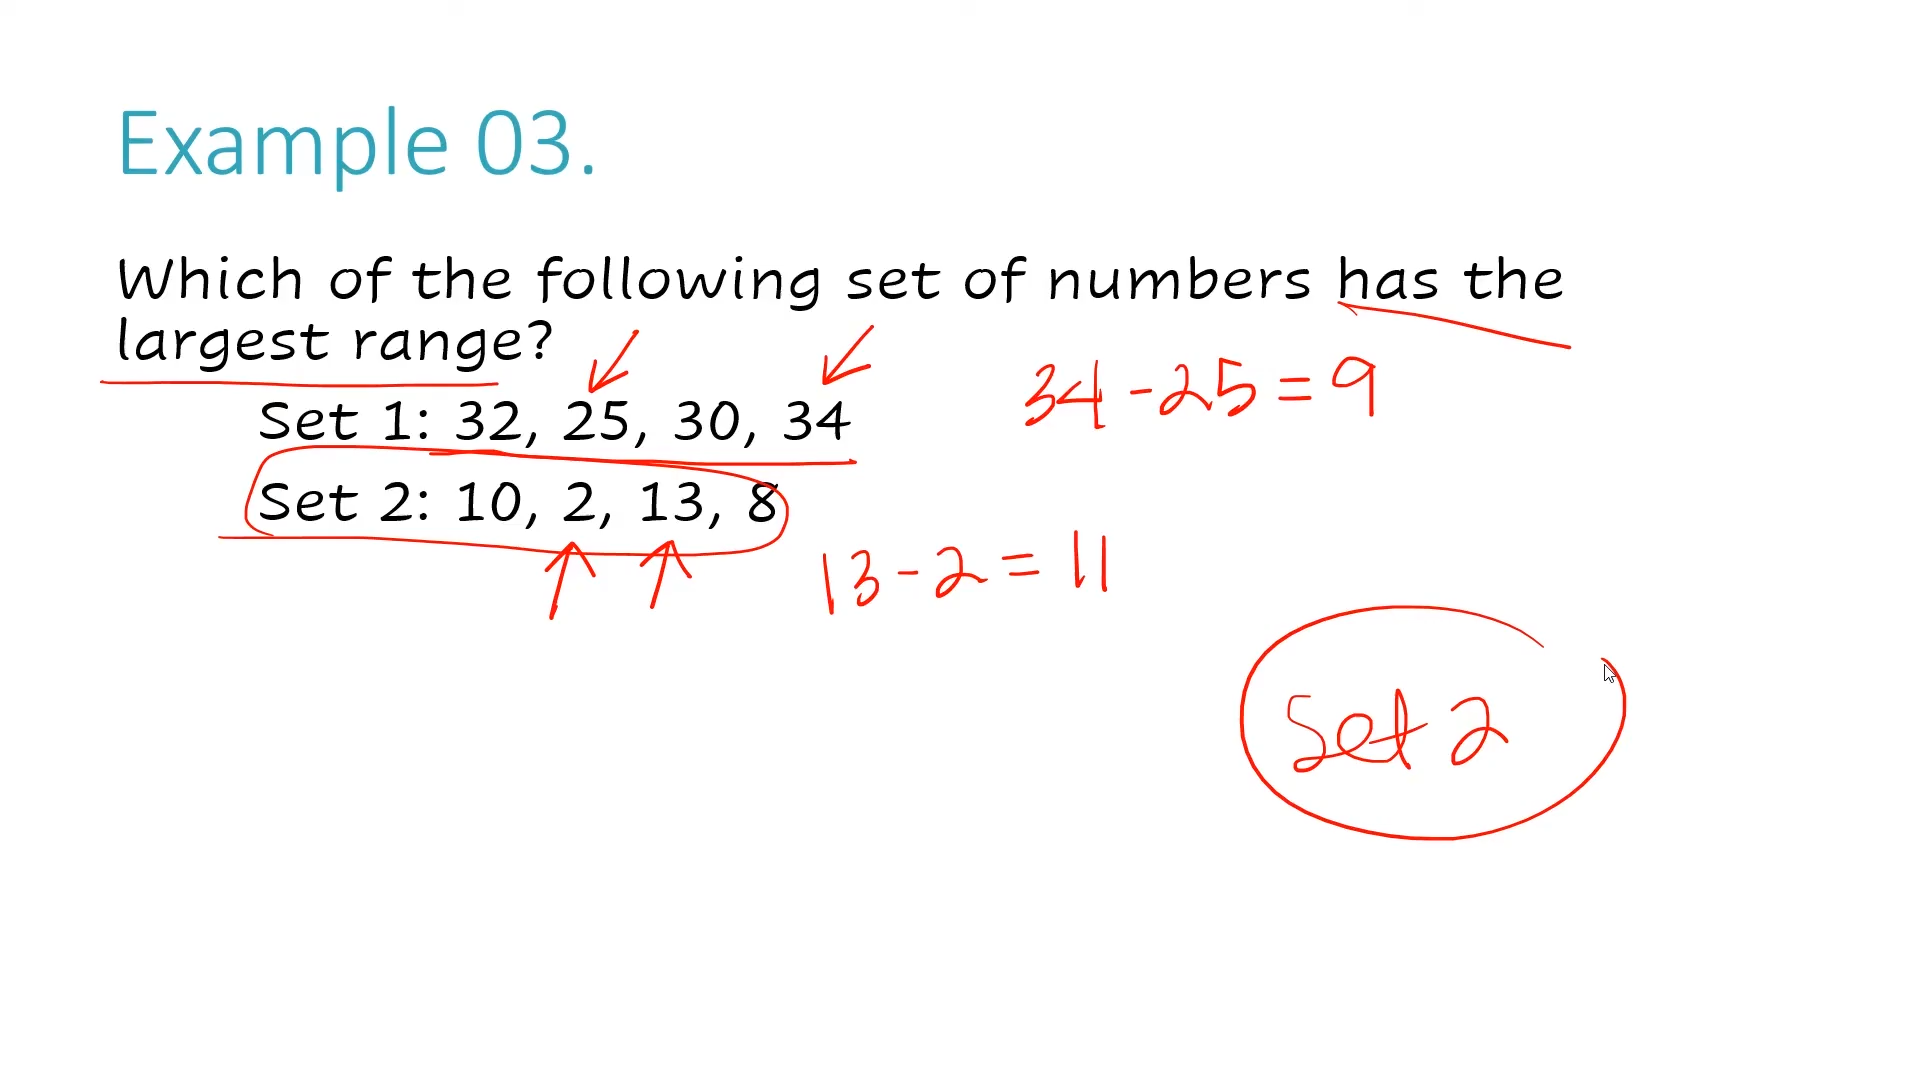 Example 03.
Which of the following set of numbers has the
largest range?
Set 1: 32, 25, 30, 34
34 - 25 = 9
Set 2: 10, 2, 13, 8
13 - 2 = 11
Set 2